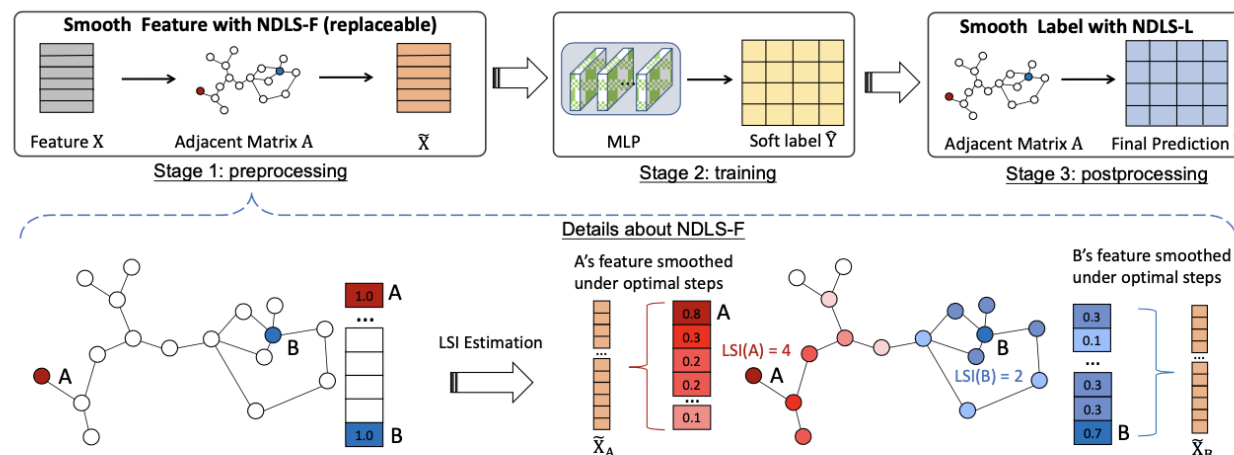 Smooth Feature with NDLS-F (replaceable)
Feature X
Adjacent Matrix A
X̃
Stage 1: preprocessing
...
MLP
Soft label Ŷ
Stage 2: training
Smooth Label with NDLS-L
Adjacent Matrix A
Final Prediction
Stage 3: postprocessing
Details about NDLS-F
A
B
1.0
A
...
1.0
B
LSI Estimation
A's feature smoothed
under optimal steps
...
X̃A
0.8
A
0.3
0.2
0.2
...
0.1
LSI(A) = 4
A
B
LSI(B) = 2
B's feature smoothed
under optimal steps
0.3
0.1
...
0.3
0.3
0.7
B
...
X̃B